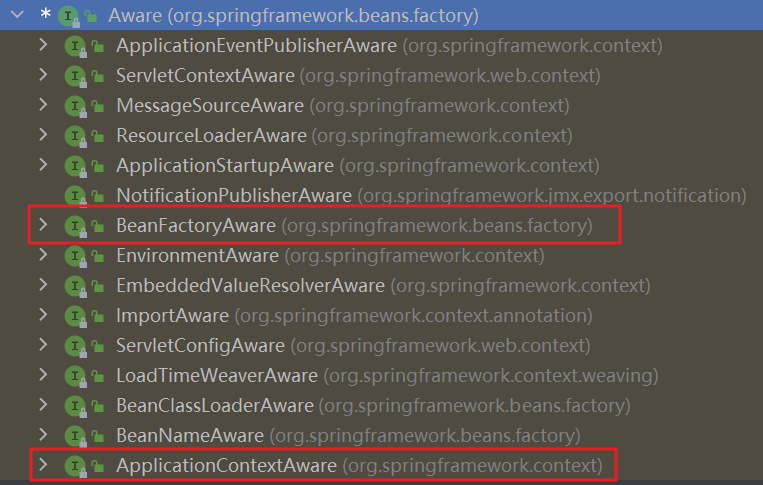 * I Aware (org.springframework.beans.factory)
I ApplicationEventPublisherAware (org.springframework.context)
I ServletContextAware (org.springframework.web.context)
I MessageSourceAware (org.springframework.context)
I ResourceLoaderAware (org.springframework.context)
I ApplicationStartupAware (org.springframework.context)
I NotificationPublisherAware (org.springframework.jmx.export.notification)
I BeanFactoryAware (org.springframework.beans.factory)
I EnvironmentAware (org.springframework.context)
I EmbeddedValueResolverAware (org.springframework.context)
I ImportAware (org.springframework.context.annotation)
I ServletConfigAware (org.springframework.web.context)
I LoadTimeWeaverAware (org.springframework.context.weaving)
I BeanClassLoaderAware (org.springframework.beans.factory)
I BeanNameAware (org.springframework.beans.factory)
I ApplicationContextAware (org.springframework.context)